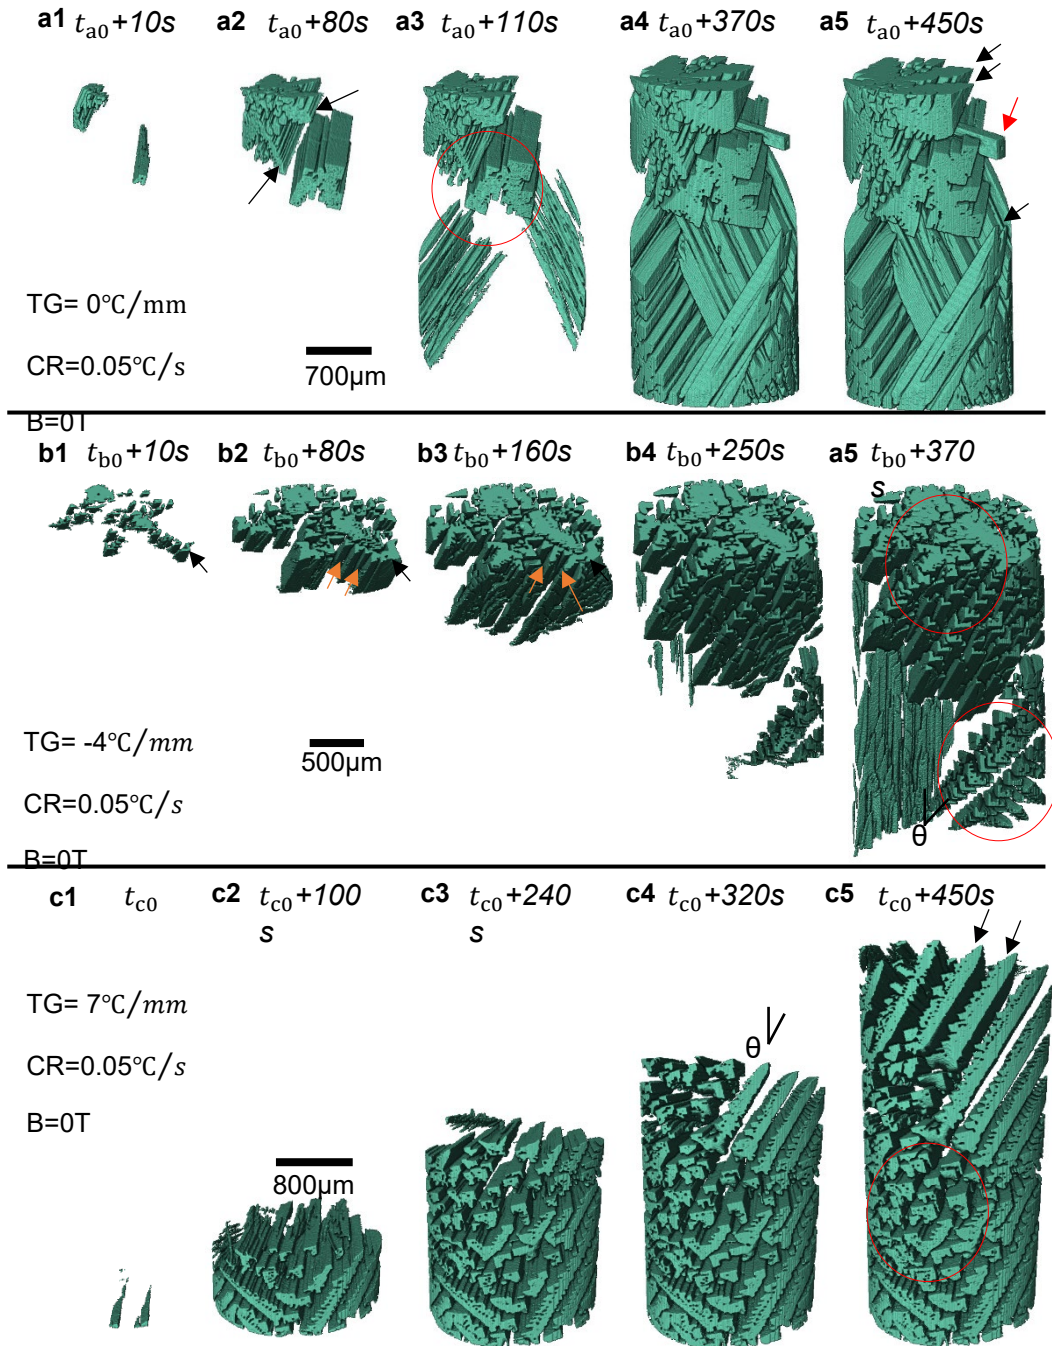 a1 ta0+10s a2 ta0+80s a3 ta0+110s a4 ta0+370s a5 ta0+450s
TG= 0℃/mm
CR=0.05℃/s
700μm
B=0T
b1 tb0+10s b2 tb0+80s b3 tb0+160s b4 tb0+250s a5 tb0+370
s
TG= -4℃/mm
500μm
CR=0.05℃/s
θ
B=0T
c1 tc0 c2 tc0+100 c3 tc0+240 c4 tc0+320s c5 tc0+450s
s s
TG= 7℃/mm
θ
CR=0.05℃/s
B=0T
800μm